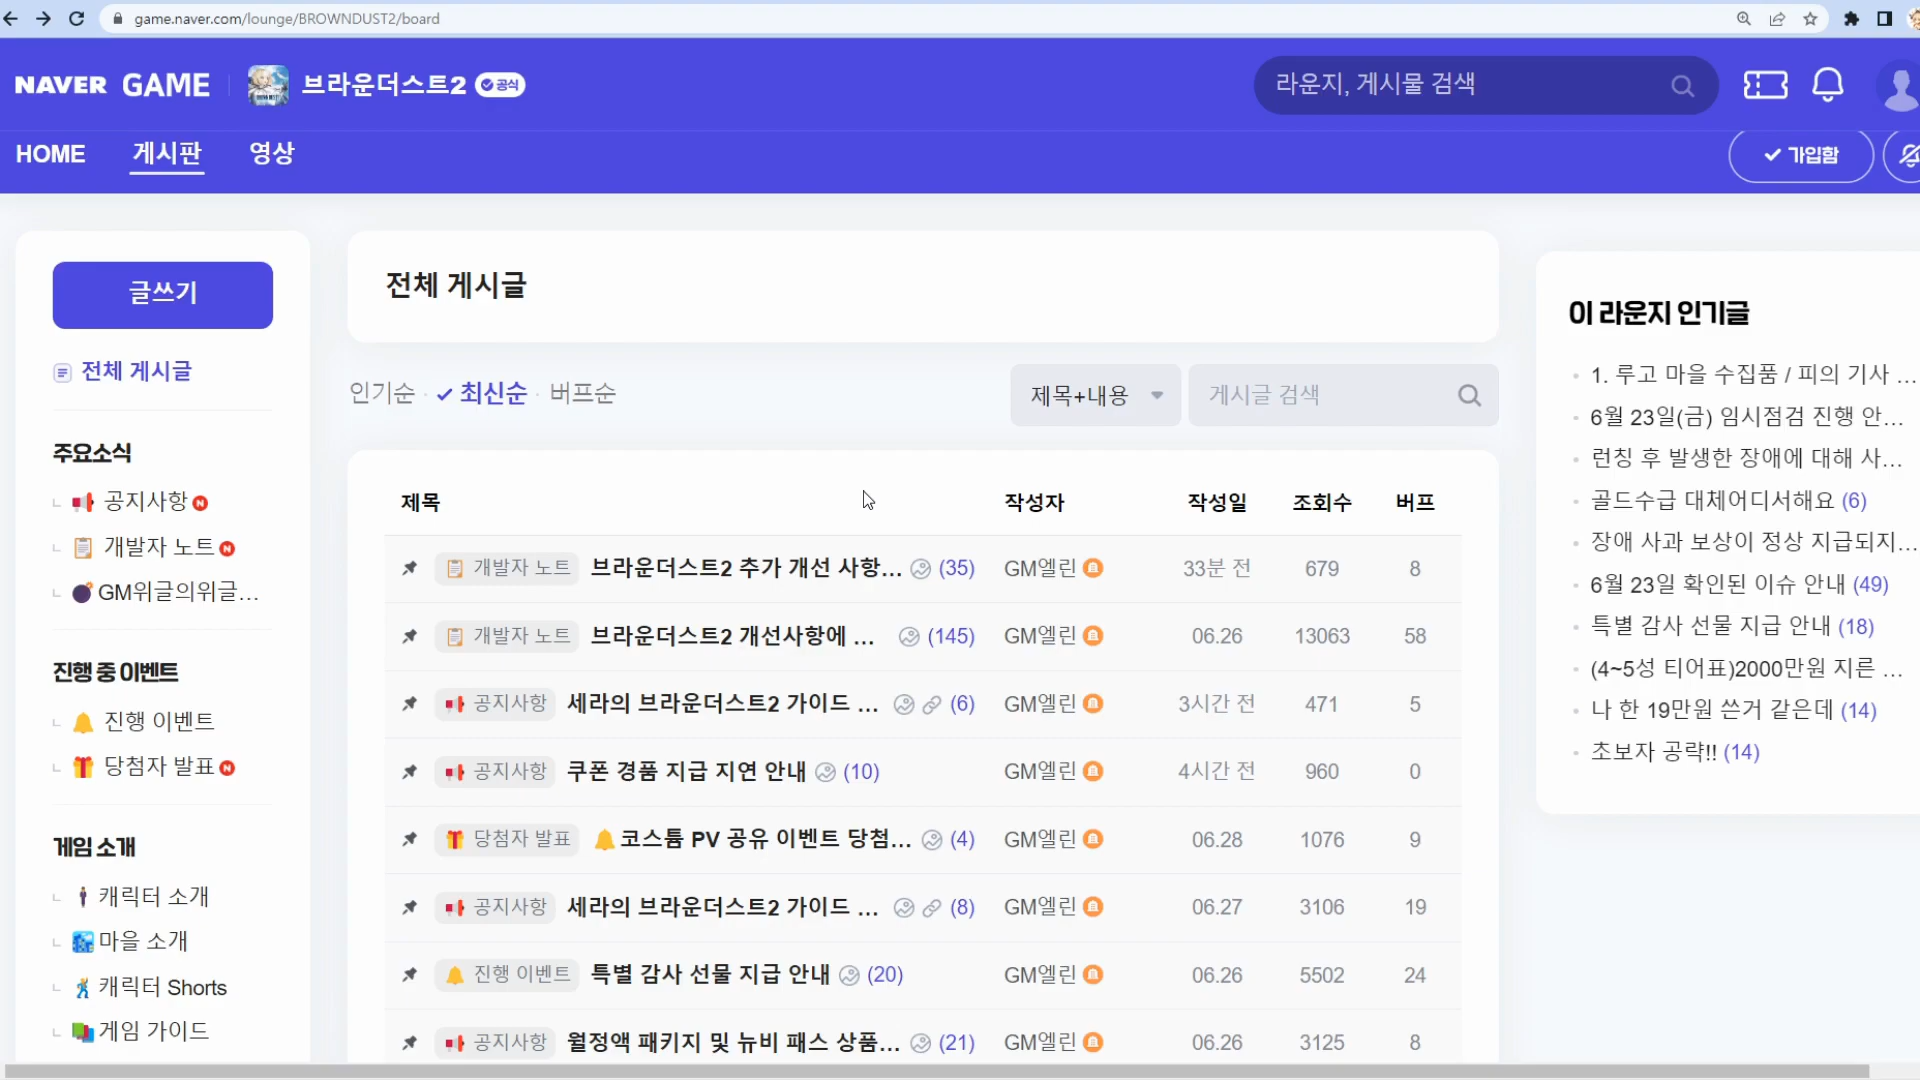 game.naver.com/lounge/BROWNDUST2/board
NAVER GAME 브라운더스트2 공식 라운지, 게시물 검색
HOME 게시판 영상 가입함
글쓰기
전체 게시글
주요소식
공지사항
개발자 노트
GM위글의위글...
진행 중 이벤트
진행 이벤트
당첨자 발표
게임 소개
캐릭터 소개
마을 소개
캐릭터 Shorts
게임 가이드
전체 게시글
인기순 · 최신순 · 버프순 제목+내용 게시글 검색
제목 작성자 작성일 조회수 버프
개발자 노트 브라운더스트2 추가 개선 사항... (35) GM엘린 33분 전 679 8
개발자 노트 브라운더스트2 개선사항에 ... (145) GM엘린 06.26 13063 58
공지사항 세라의 브라운더스트2 가이드 ... (6) GM엘린 3시간 전 471 5
공지사항 쿠폰 경품 지급 지연 안내 (10) GM엘린 4시간 전 960 0
당첨자 발표 코스튬 PV 공유 이벤트 당첨... (4) GM엘린 06.28 1076 9
공지사항 세라의 브라운더스트2 가이드 ... (8) GM엘린 06.27 3106 19
진행 이벤트 특별 감사 선물 지급 안내 (20) GM엘린 06.26 5502 24
공지사항 월정액 패키지 및 뉴비 패스 상품... (21) GM엘린 06.26 3125 8
이 라운지 인기글
1. 루고 마을 수집품 / 피의 기사 ...
6월 23일(금) 임시점검 진행 안...
런칭 후 발생한 장애에 대해 사...
골드수급 대체어디서해요 (6)
장애 사과 보상이 정상 지급되지...
6월 23일 확인된 이슈 안내 (49)
특별 감사 선물 지급 안내 (18)
(4~5성 티어표)2000만원 지른 ...
나 한 19만원 쓴거 같은데 (14)
초보자 공략!! (14)